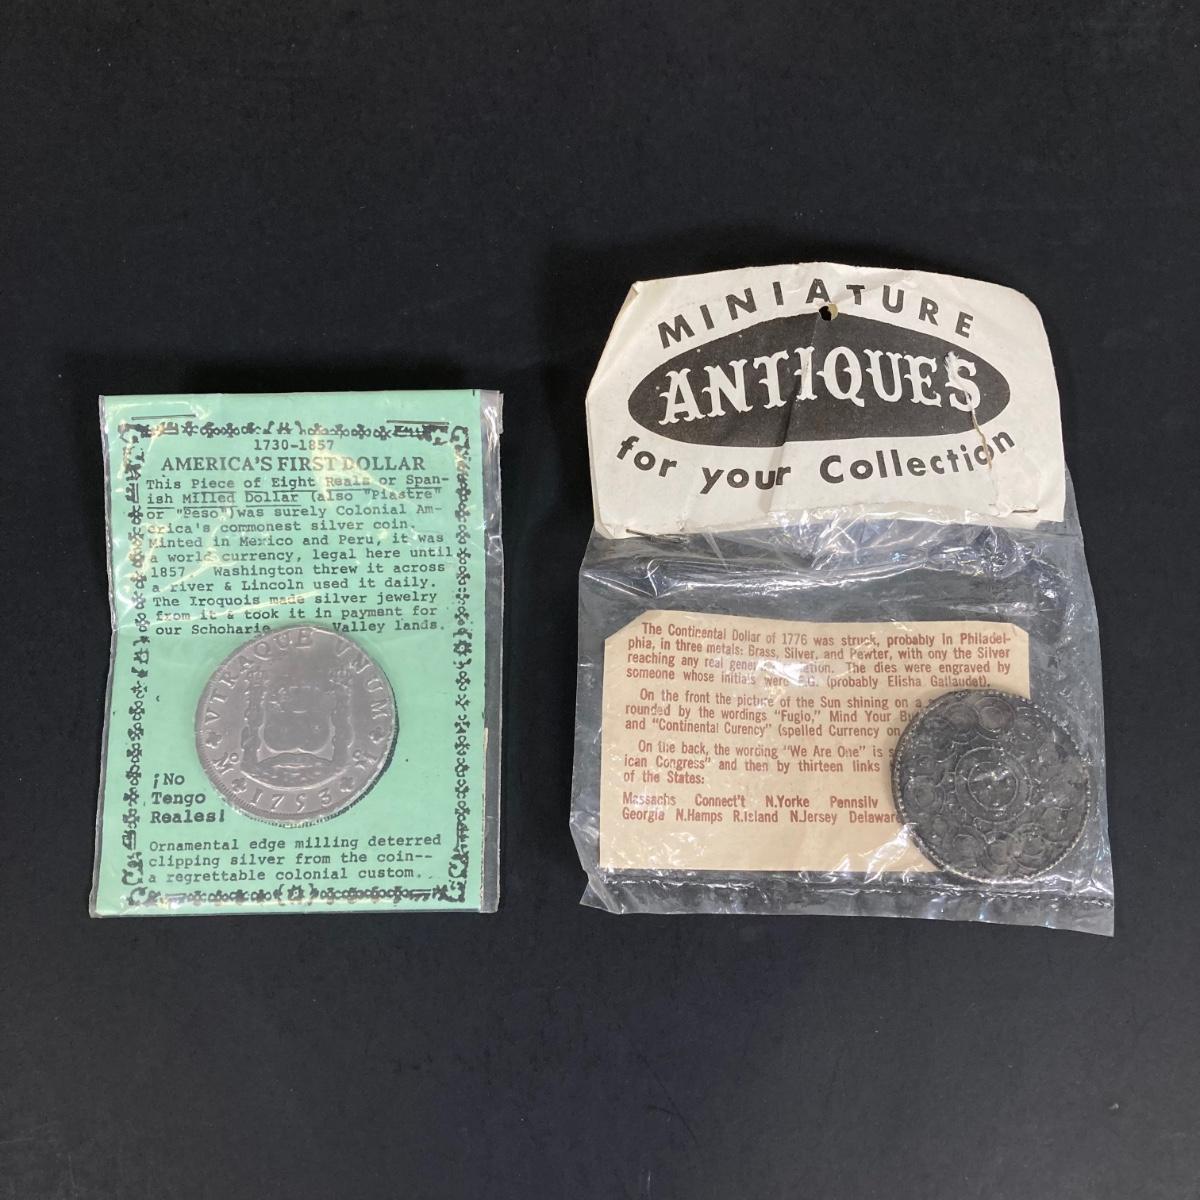 1730-1857
AMERICA'S FIRST DOLLAR
This Piece of Eight Reals or Span-
ish Milled Dollar (also "Piastre"
or "Peso") was surely Colonial Am-
erica's commonest silver coin.
Minted in Mexico and Peru, it was
a world currency, legal here until
1857. Washington threw it across
a river & Lincoln used it daily.
The Iroquois made silver jewelry
from it & took it in payment for
our Schoharie Valley lands.
VTRAQUE VNUM
M 1753 M
¡No
Tengo
Reales!
Ornamental edge milling deterred
clipping silver from the coin--
a regrettable colonial custom.
MINIATURE
ANTIQUES
for your Collection
The Continental Dollar of 1776 was struck, probably in Philadel-
phia, in three metals: Brass, Silver, and Pewter, with ony the Silver
reaching any real
The dies were engraved by
someone whose initials were E.G. (probably Elisha Gallaudet).
On the front the picture of the Sun shining on a
rounded by the wordings "Fugio," Mind Your
and "Continental Curency" (spelled Currency on
On the back, the wording "We Are One" is
ican Congress" and then by thirteen links
of the States:
Massachs Connect't N.Yorke Pennsilv
Georgia N.Hamps R.Island N.Jersey Delaware